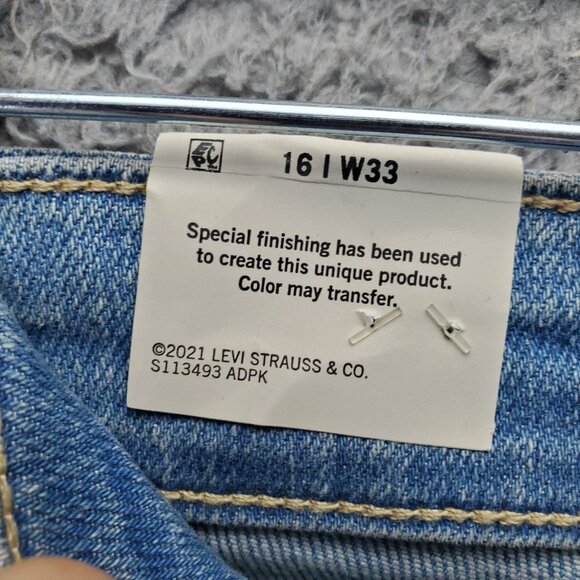 EPC
16 | W33
Special finishing has been used
to create this unique product.
Color may transfer.
©2021 LEVI STRAUSS & CO.
S113493 ADPK